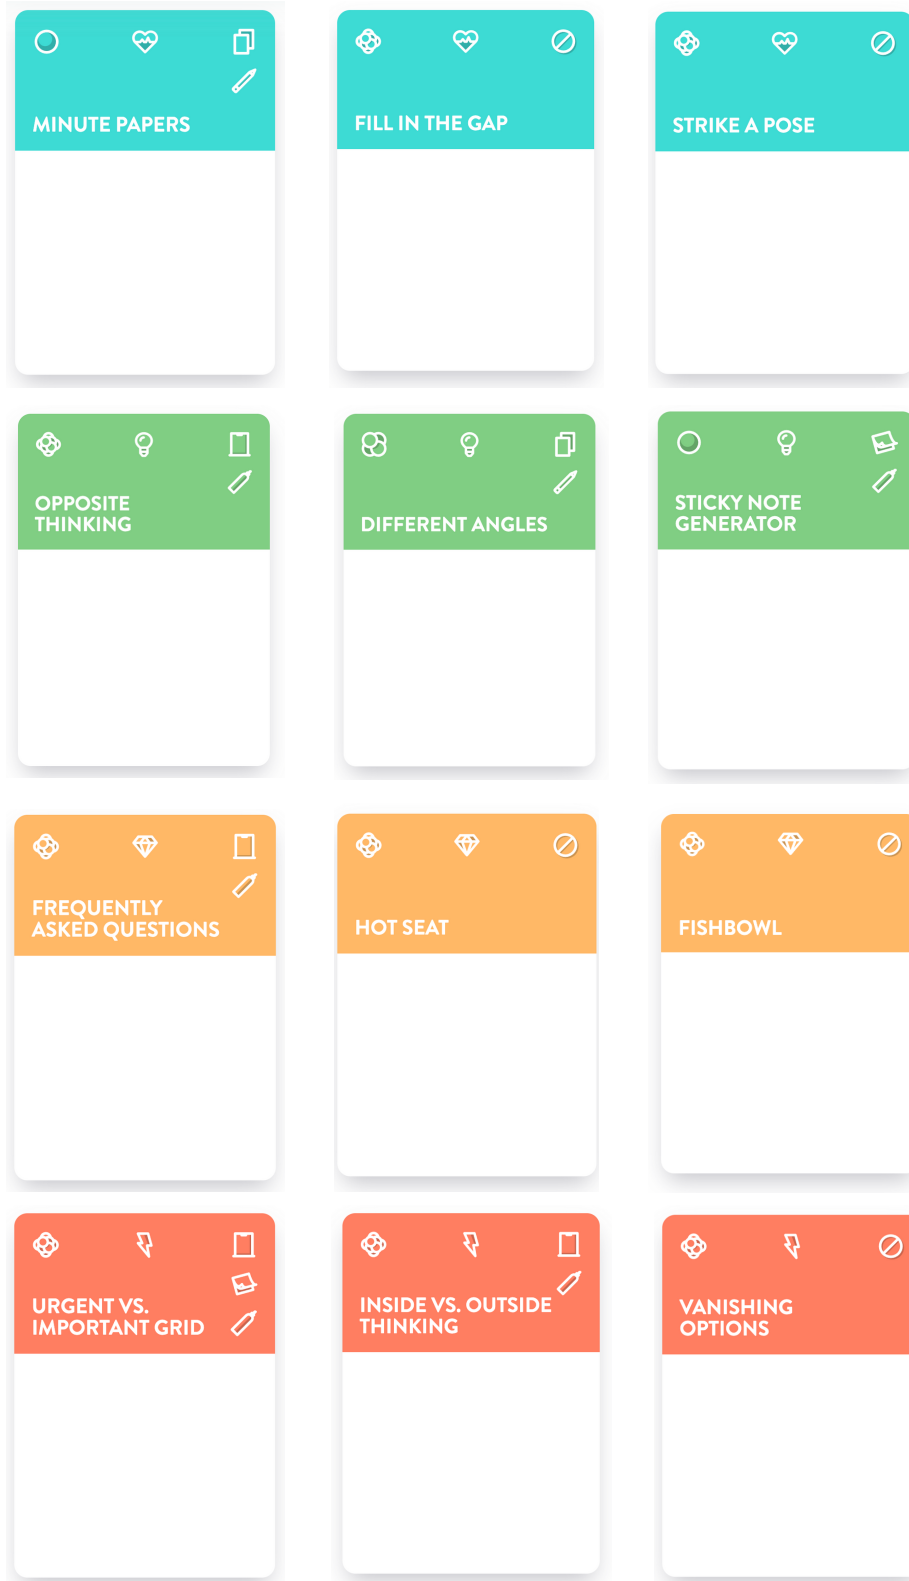 MINUTE PAPERS
FILL IN THE GAP
STRIKE A POSE
OPPOSITE
THINKING
DIFFERENT ANGLES
STICKY NOTE
GENERATOR
FREQUENTLY
ASKED QUESTIONS
HOT SEAT
FISHBOWL
URGENT VS.
IMPORTANT GRID
INSIDE VS. OUTSIDE
THINKING
VANISHING
OPTIONS